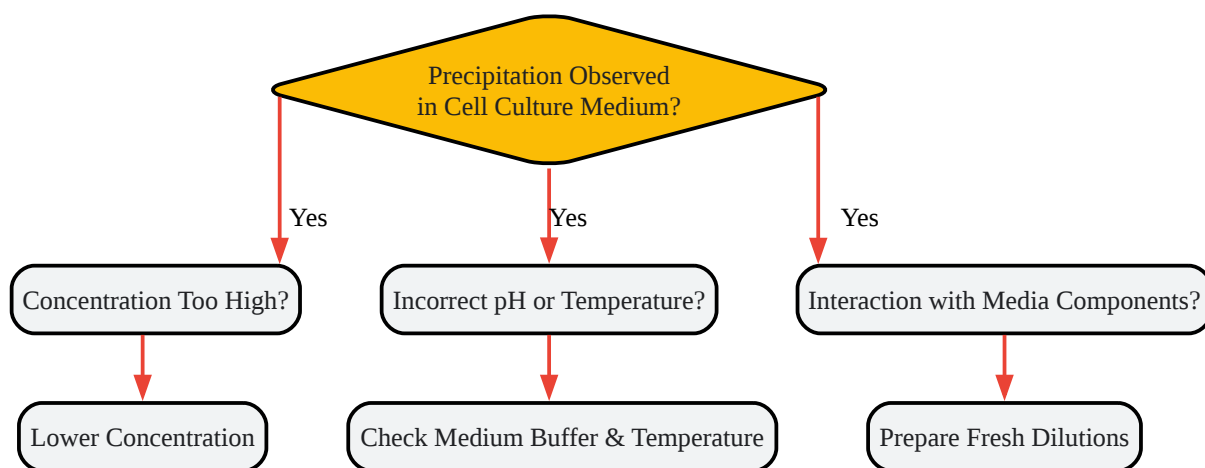 Precipitation Observed
in Cell Culture Medium?
Yes
Yes
Yes
Concentration Too High?
Incorrect pH or Temperature?
Interaction with Media Components?
Lower Concentration
Check Medium Buffer & Temperature
Prepare Fresh Dilutions